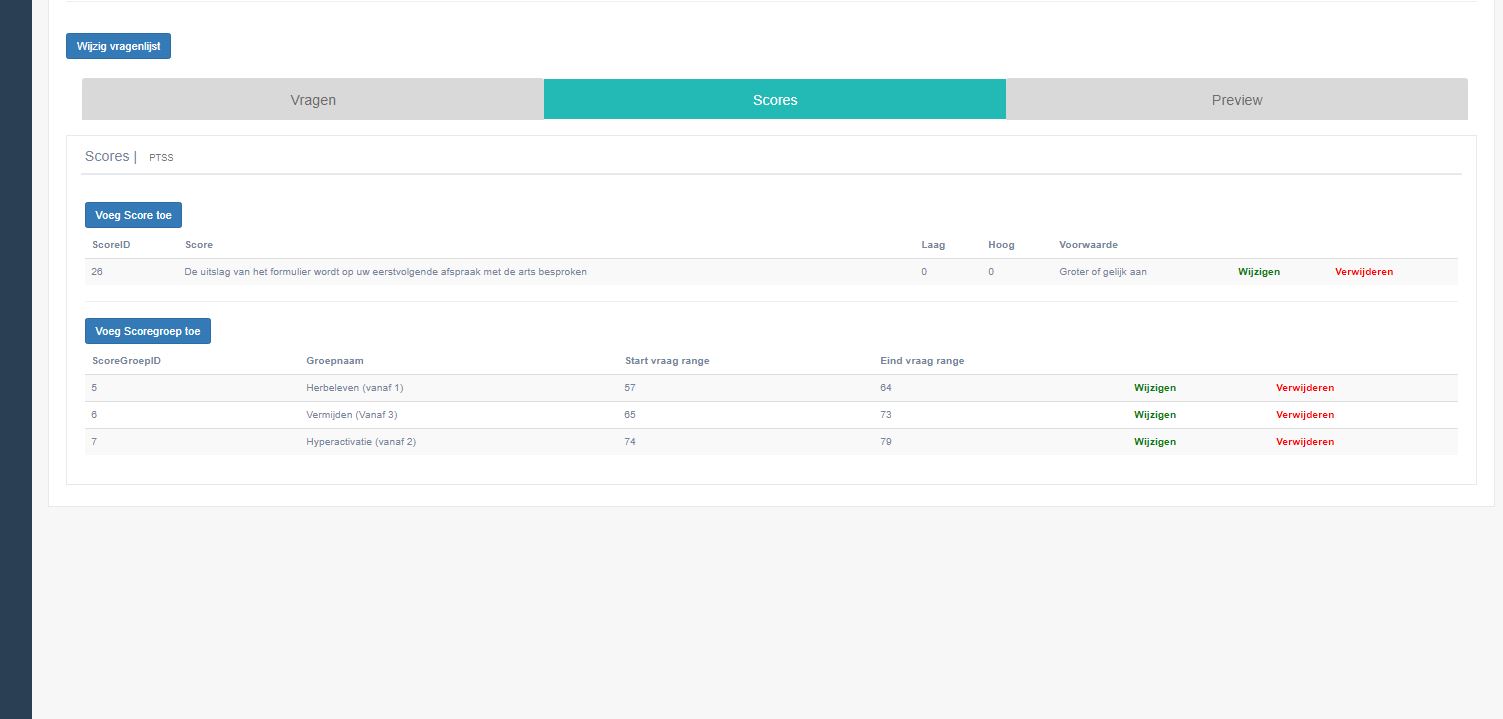 Wijzig vragenlijst
Vragen Scores Preview
Scores | PTSS
Voeg Score toe
ScoreID Score Laag Hoog Voorwaarde
26 De uitslag van het formulier wordt op uw eerstvolgende afspraak met de arts besproken 0 0 Groter of gelijk aan Wijzigen Verwijderen
Voeg Scoregroep toe
ScoreGroepID Groepnaam Start vraag range Eind vraag range
5 Herbeleven (vanaf 1) 57 64 Wijzigen Verwijderen
6 Vermijden (Vanaf 3) 65 73 Wijzigen Verwijderen
7 Hyperactivatie (vanaf 2) 74 79 Wijzigen Verwijderen